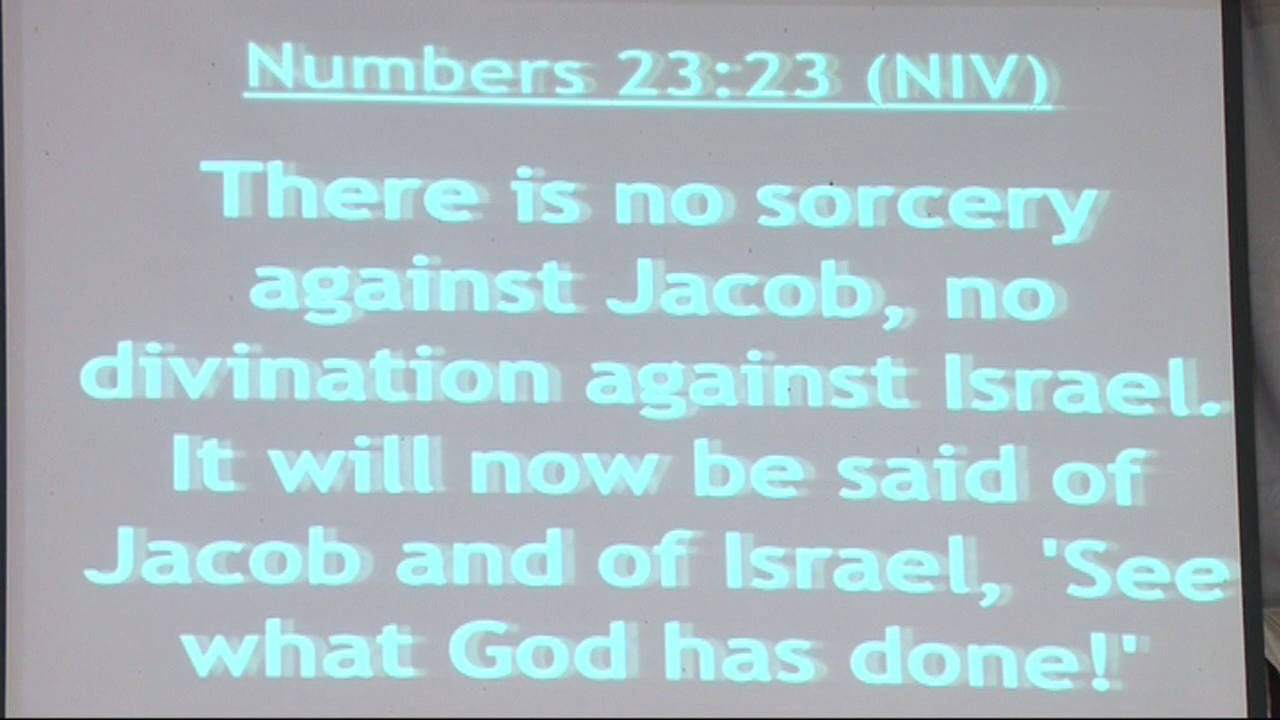 Numbers 23:23 (NIV)
There is no sorcery
against Jacob, no
divination against Israel.
It will now be said of
Jacob and of Israel, 'See
what God has done!'